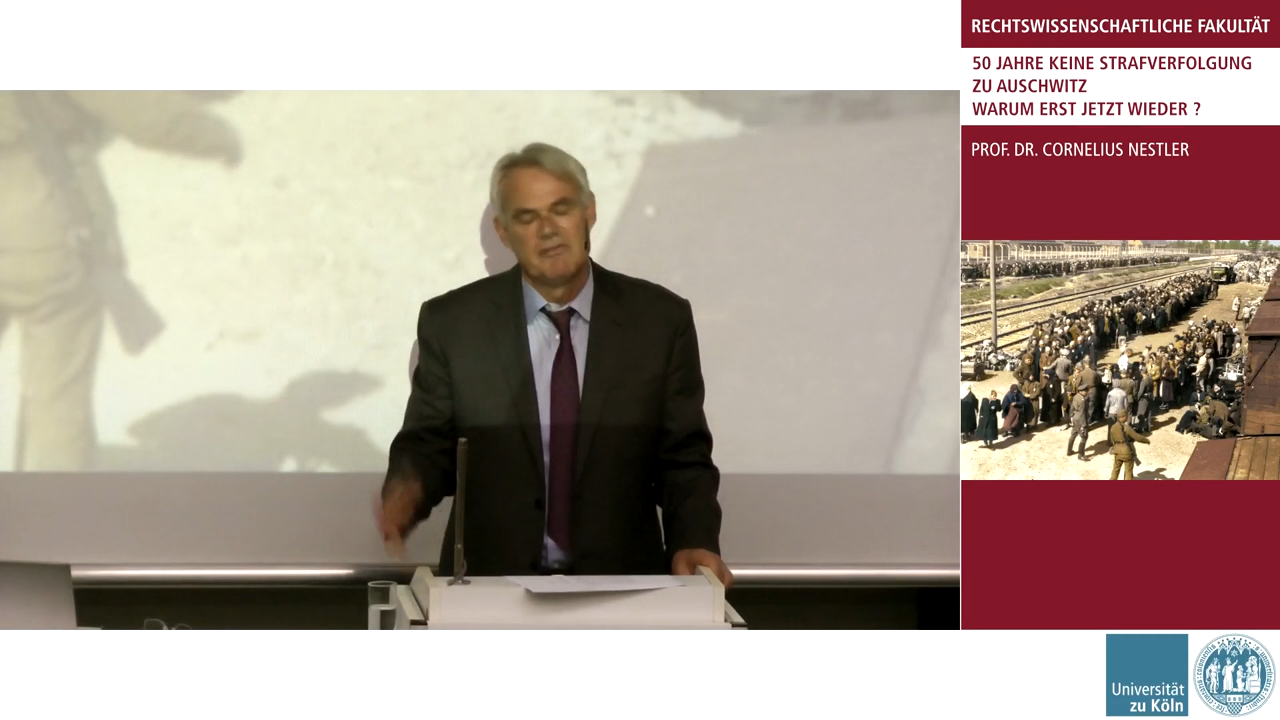 RECHTSWISSENSCHAFTLICHE FAKULTÄT
50 JAHRE KEINE STRAFVERFOLGUNG
ZU AUSCHWITZ
WARUM ERST JETZT WIEDER ?
PROF. DR. CORNELIUS NESTLER
Universität
zu Köln